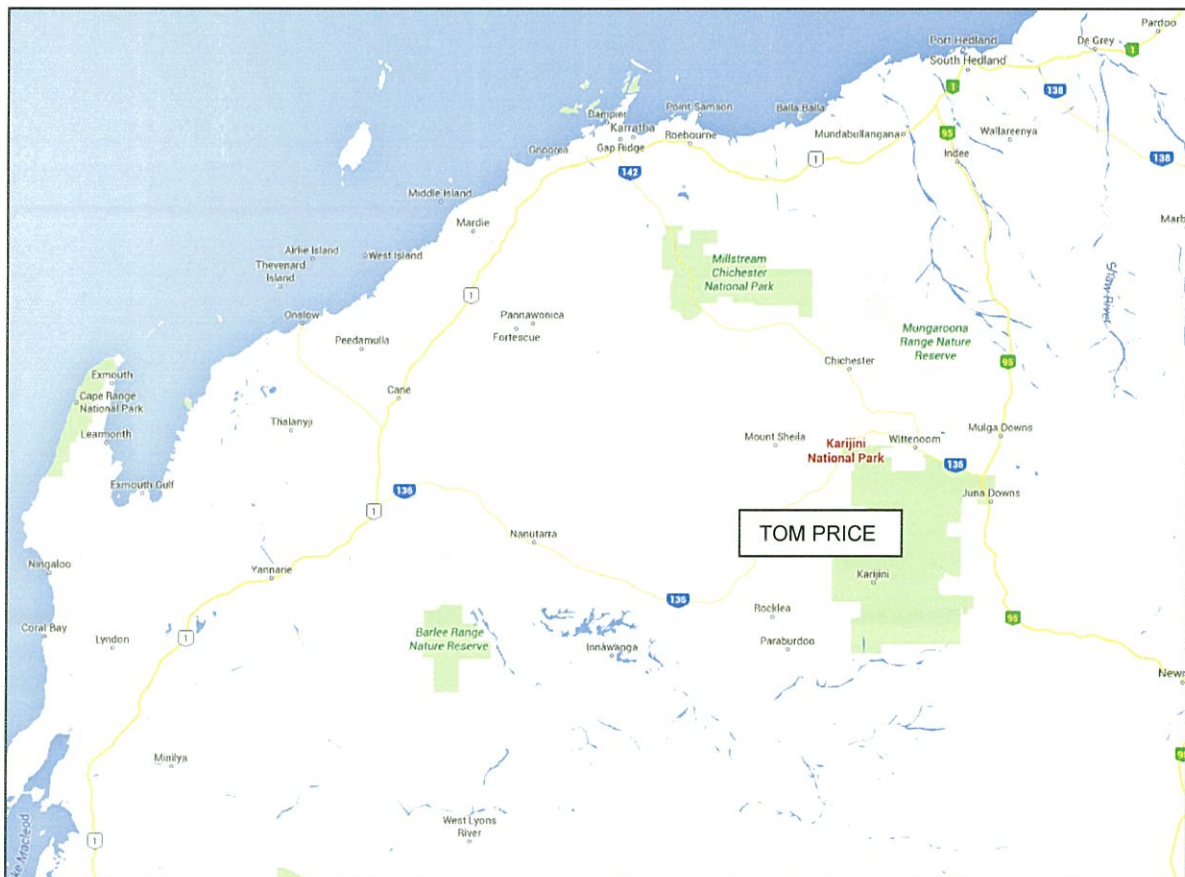 Pardoo
Port Hedland
De Grey
1
South Hedland
1
138
Point Samson
Balla Balla
Dampier
Karratha
Mundabullangana
95
Wallareenya
Gap Ridge
Roebourne
Gnoorea
1
Indee
138
142
Middle Island
Mardie
Marb
Airlie Island
West Island
Thevenard
Island
Millstream
Chichester
National Park
Shaw River
1
Onslow
Pannawonica
Fortescue
Mungaroona
Range Nature
Reserve
Peedamulla
Chichester
95
Exmouth
Cane
Cape Range
National Park
Thalanyji
Learmonth
Mount Sheila
Karijini
National Park
Wittenoom
Mulga Downs
136
Exmouth Gulf
136
Juna Downs
1
TOM PRICE
Nanutarra
Ningaloo
Yannarie
Karijini
136
Rocklea
95
Coral Bay
Lyndon
1
Barlee Range
Nature Reserve
Innawanga
Paraburdoo
Newm
Minilya
95
West Lyons
River
1
ke Macleod